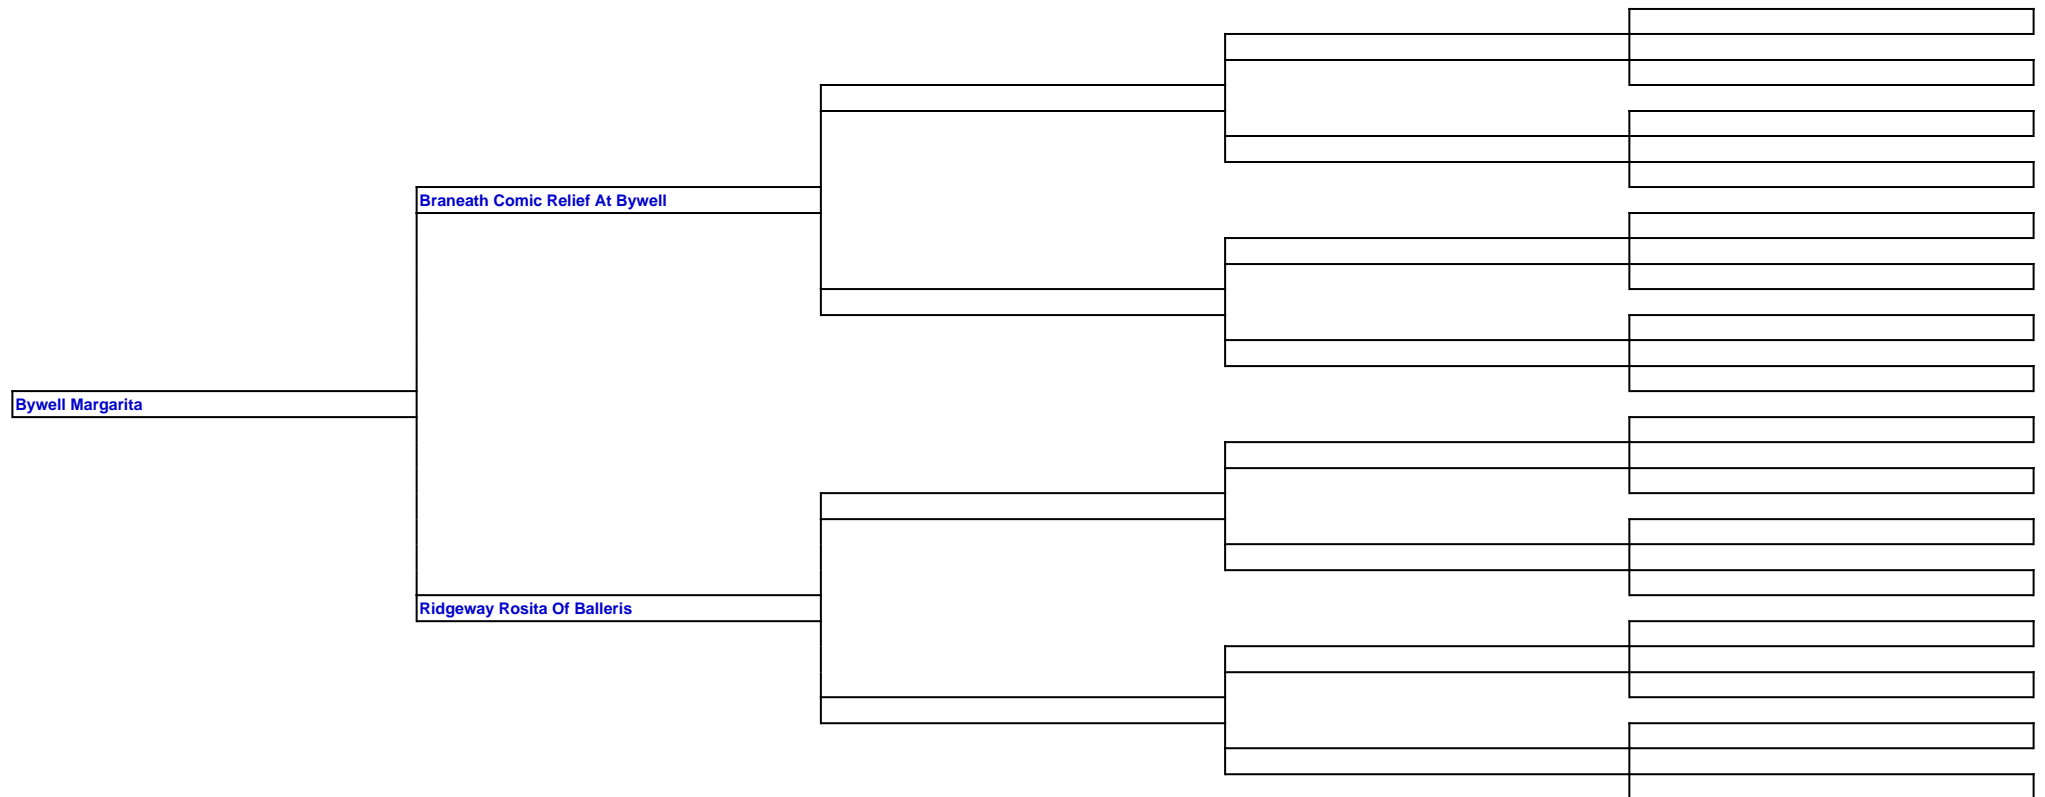 Braneath Comic Relief At Bywell
Bywell Margarita
Ridgeway Rosita Of Balleris